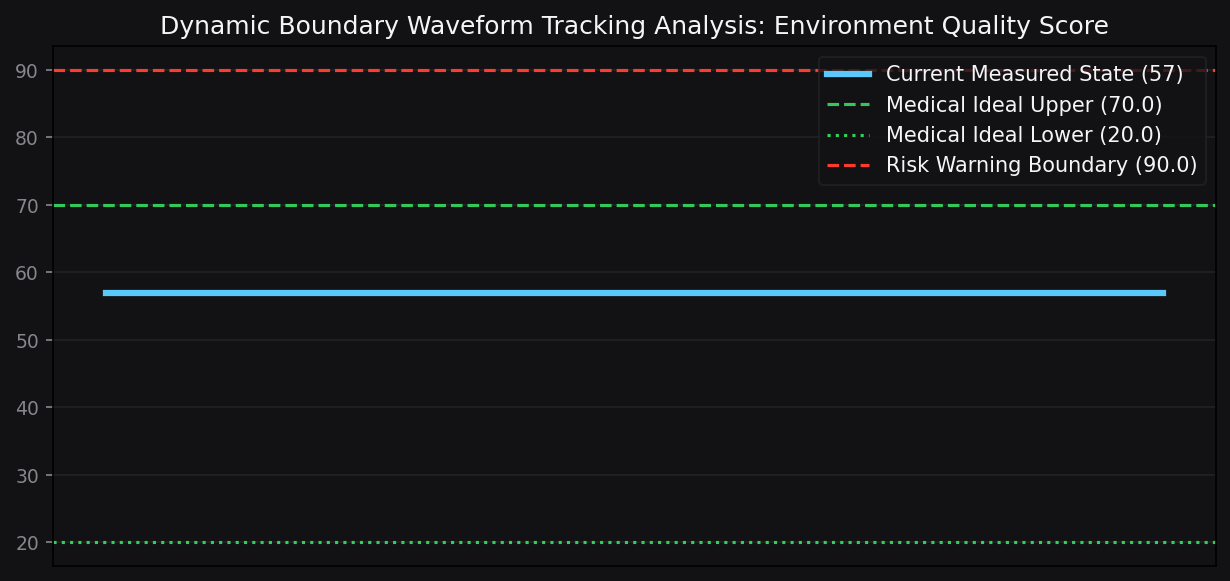 Dynamic Boundary Waveform Tracking Analysis: Environment Quality Score
90
80
70
60
50
40
30
20
Current Measured State (57)
Medical Ideal Upper (70.0)
Medical Ideal Lower (20.0)
Risk Warning Boundary (90.0)